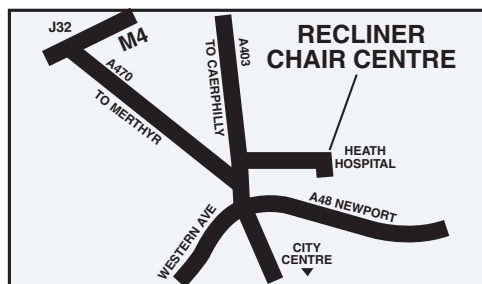 J32
M4
A470
TO MERTHYR
A403
TO CAERPHILLY
RECLINER
CHAIR CENTRE
HEATH
HOSPITAL
A48 NEWPORT
WESTERN AVE
CITY
CENTRE